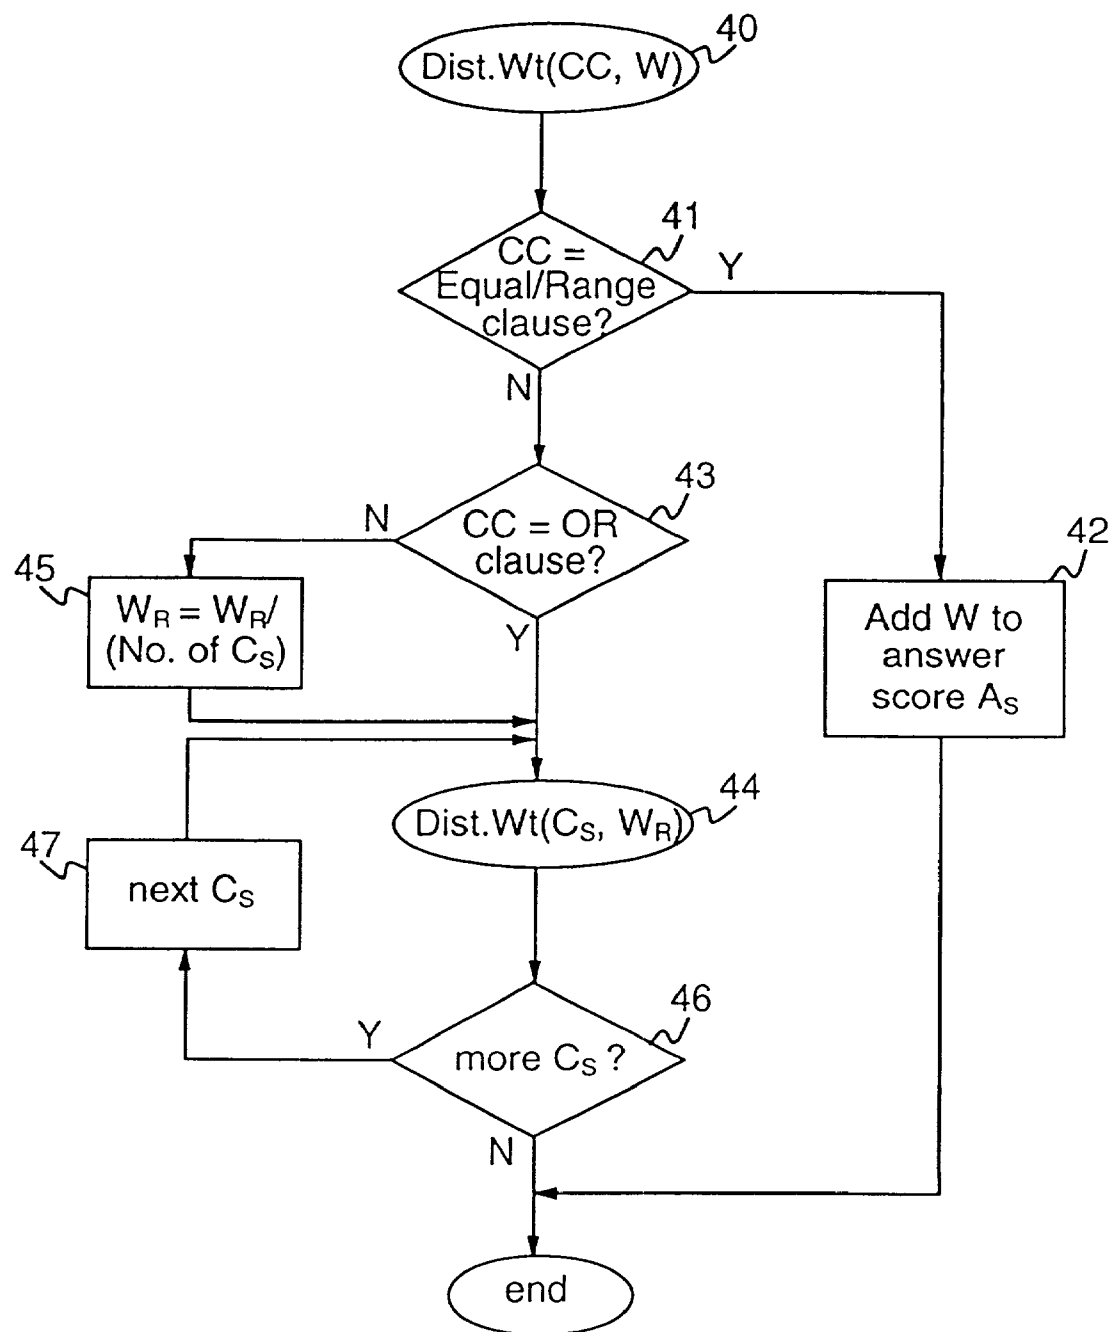 40
Dist.Wt(CC, W)
41
CC =
Equal/Range
clause?
Y
N
43
CC = OR
clause?
N
Y
45
W_R = W_R/
(No. of C_S)
42
Add W to
answer
score A_S
44
Dist.Wt(C_S, W_R)
47
next C_S
46
more C_S ?
Y
N
end